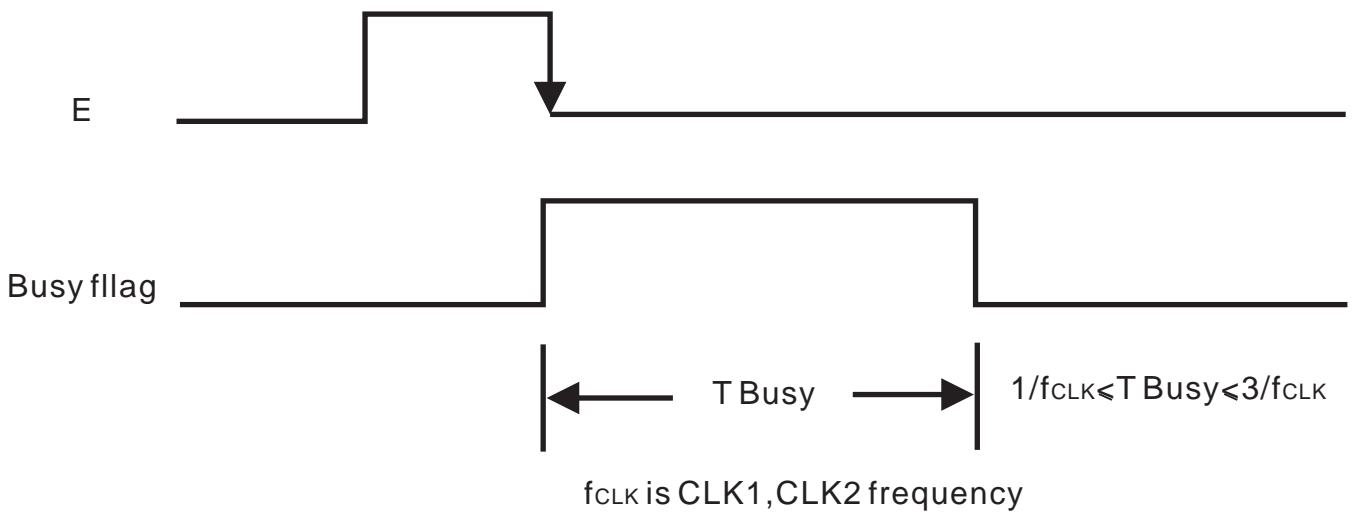 E
Busy fllag
T Busy
1/fCLK⩽T Busy⩽3/fCLK
fCLK is CLK1,CLK2 frequency